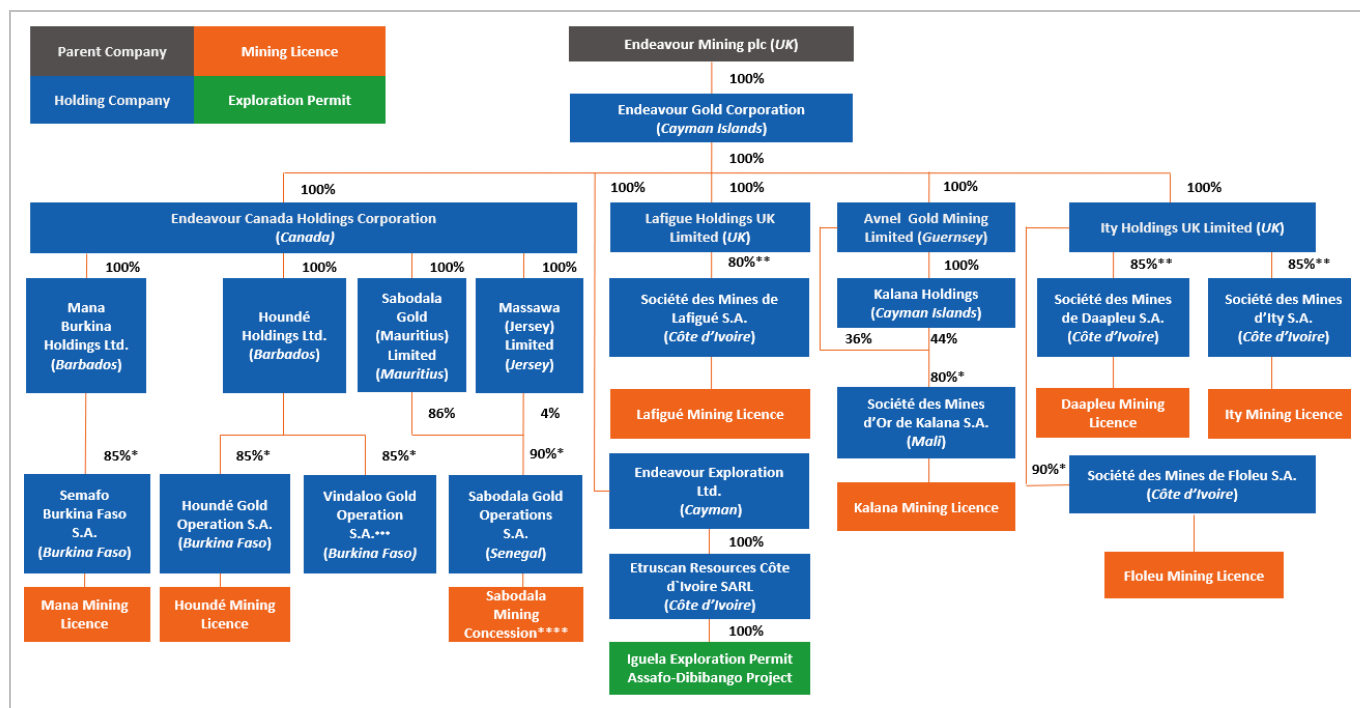 Parent Company
Mining Licence
Holding Company
Exploration Permit
Endeavour Mining plc (UK)
100%
Endeavour Gold Corporation
(Cayman Islands)
100%
100%
100%
100%
100%
100%
Endeavour Canada Holdings Corporation
(Canada)
Lafigue Holdings UK
Limited (UK)
Avnel Gold Mining
Limited (Guernsey)
Ity Holdings UK Limited (UK)
100%
100%
100%
100%
80%**
100%
85%**
85%**
Mana
Burkina
Holdings Ltd.
(Barbados)
Houndé
Holdings Ltd.
(Barbados)
Sabodala
Gold
(Mauritius)
Limited
(Mauritius)
Massawa
(Jersey)
Limited
(Jersey)
Société des Mines de
Lafigué S.A.
(Côte d'Ivoire)
Kalana Holdings
(Cayman Islands)
Société des Mines
de Daapleu S.A.
(Côte d'Ivoire)
Société des Mines
d'Ity S.A.
(Côte d'Ivoire)
36%
44%
80%*
86%
4%
Lafigué Mining Licence
Société des Mines
d'Or de Kalana S.A.
(Mali)
Daapleu Mining
Licence
Ity Mining Licence
85%*
85%*
85%*
90%*
90%*
Semafo
Burkina Faso
S.A.
(Burkina Faso)
Houndé Gold
Operation S.A.
(Burkina Faso)
Vindaloo Gold
Operation
S.A.•••
(Burkina Faso)
Sabodala Gold
Operations
S.A.
(Senegal)
Endeavour Exploration
Ltd.
(Cayman)
Kalana Mining Licence
Société des Mines de Floleu S.A.
(Côte d'Ivoire)
100%
Mana Mining
Licence
Houndé Mining
Licence
Sabodala
Mining
Concession****
Etruscan Resources Côte
d`Ivoire SARL
(Côte d'Ivoire)
Floleu Mining Licence
100%
Iguela Exploration Permit
Assafo-Dibibango Project